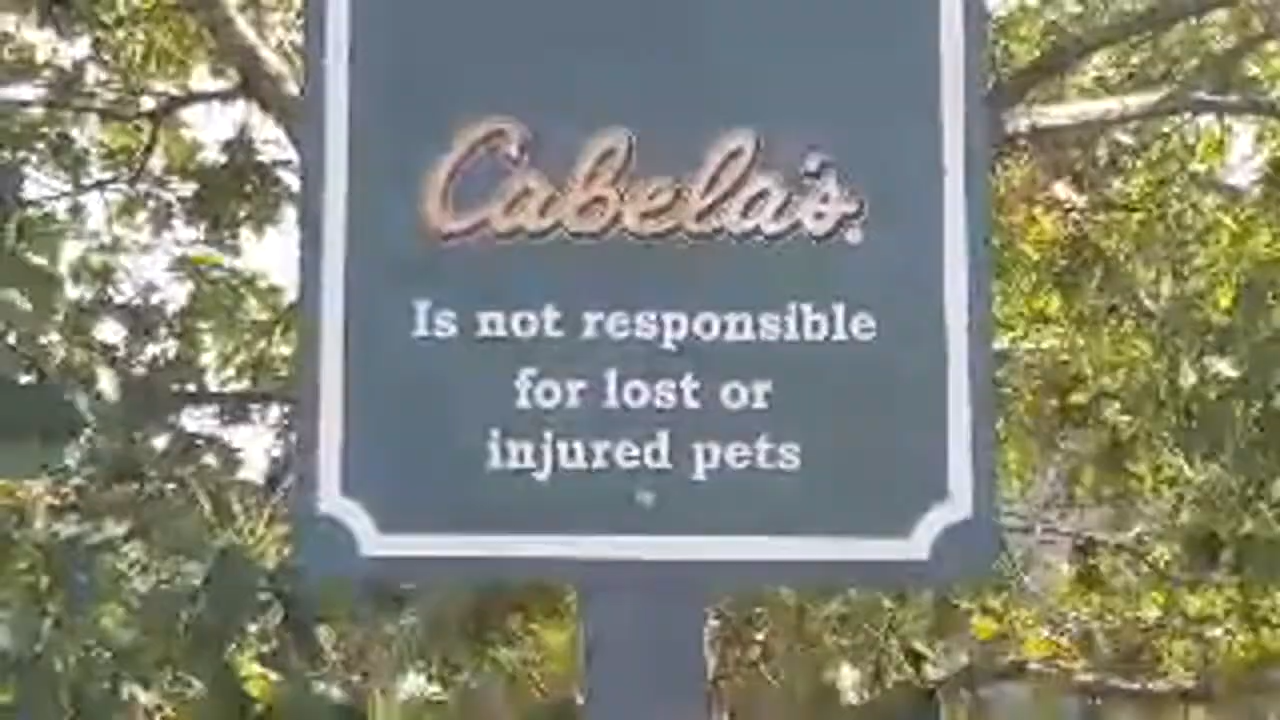 Cabela's
Is not responsible
for lost or
injured pets